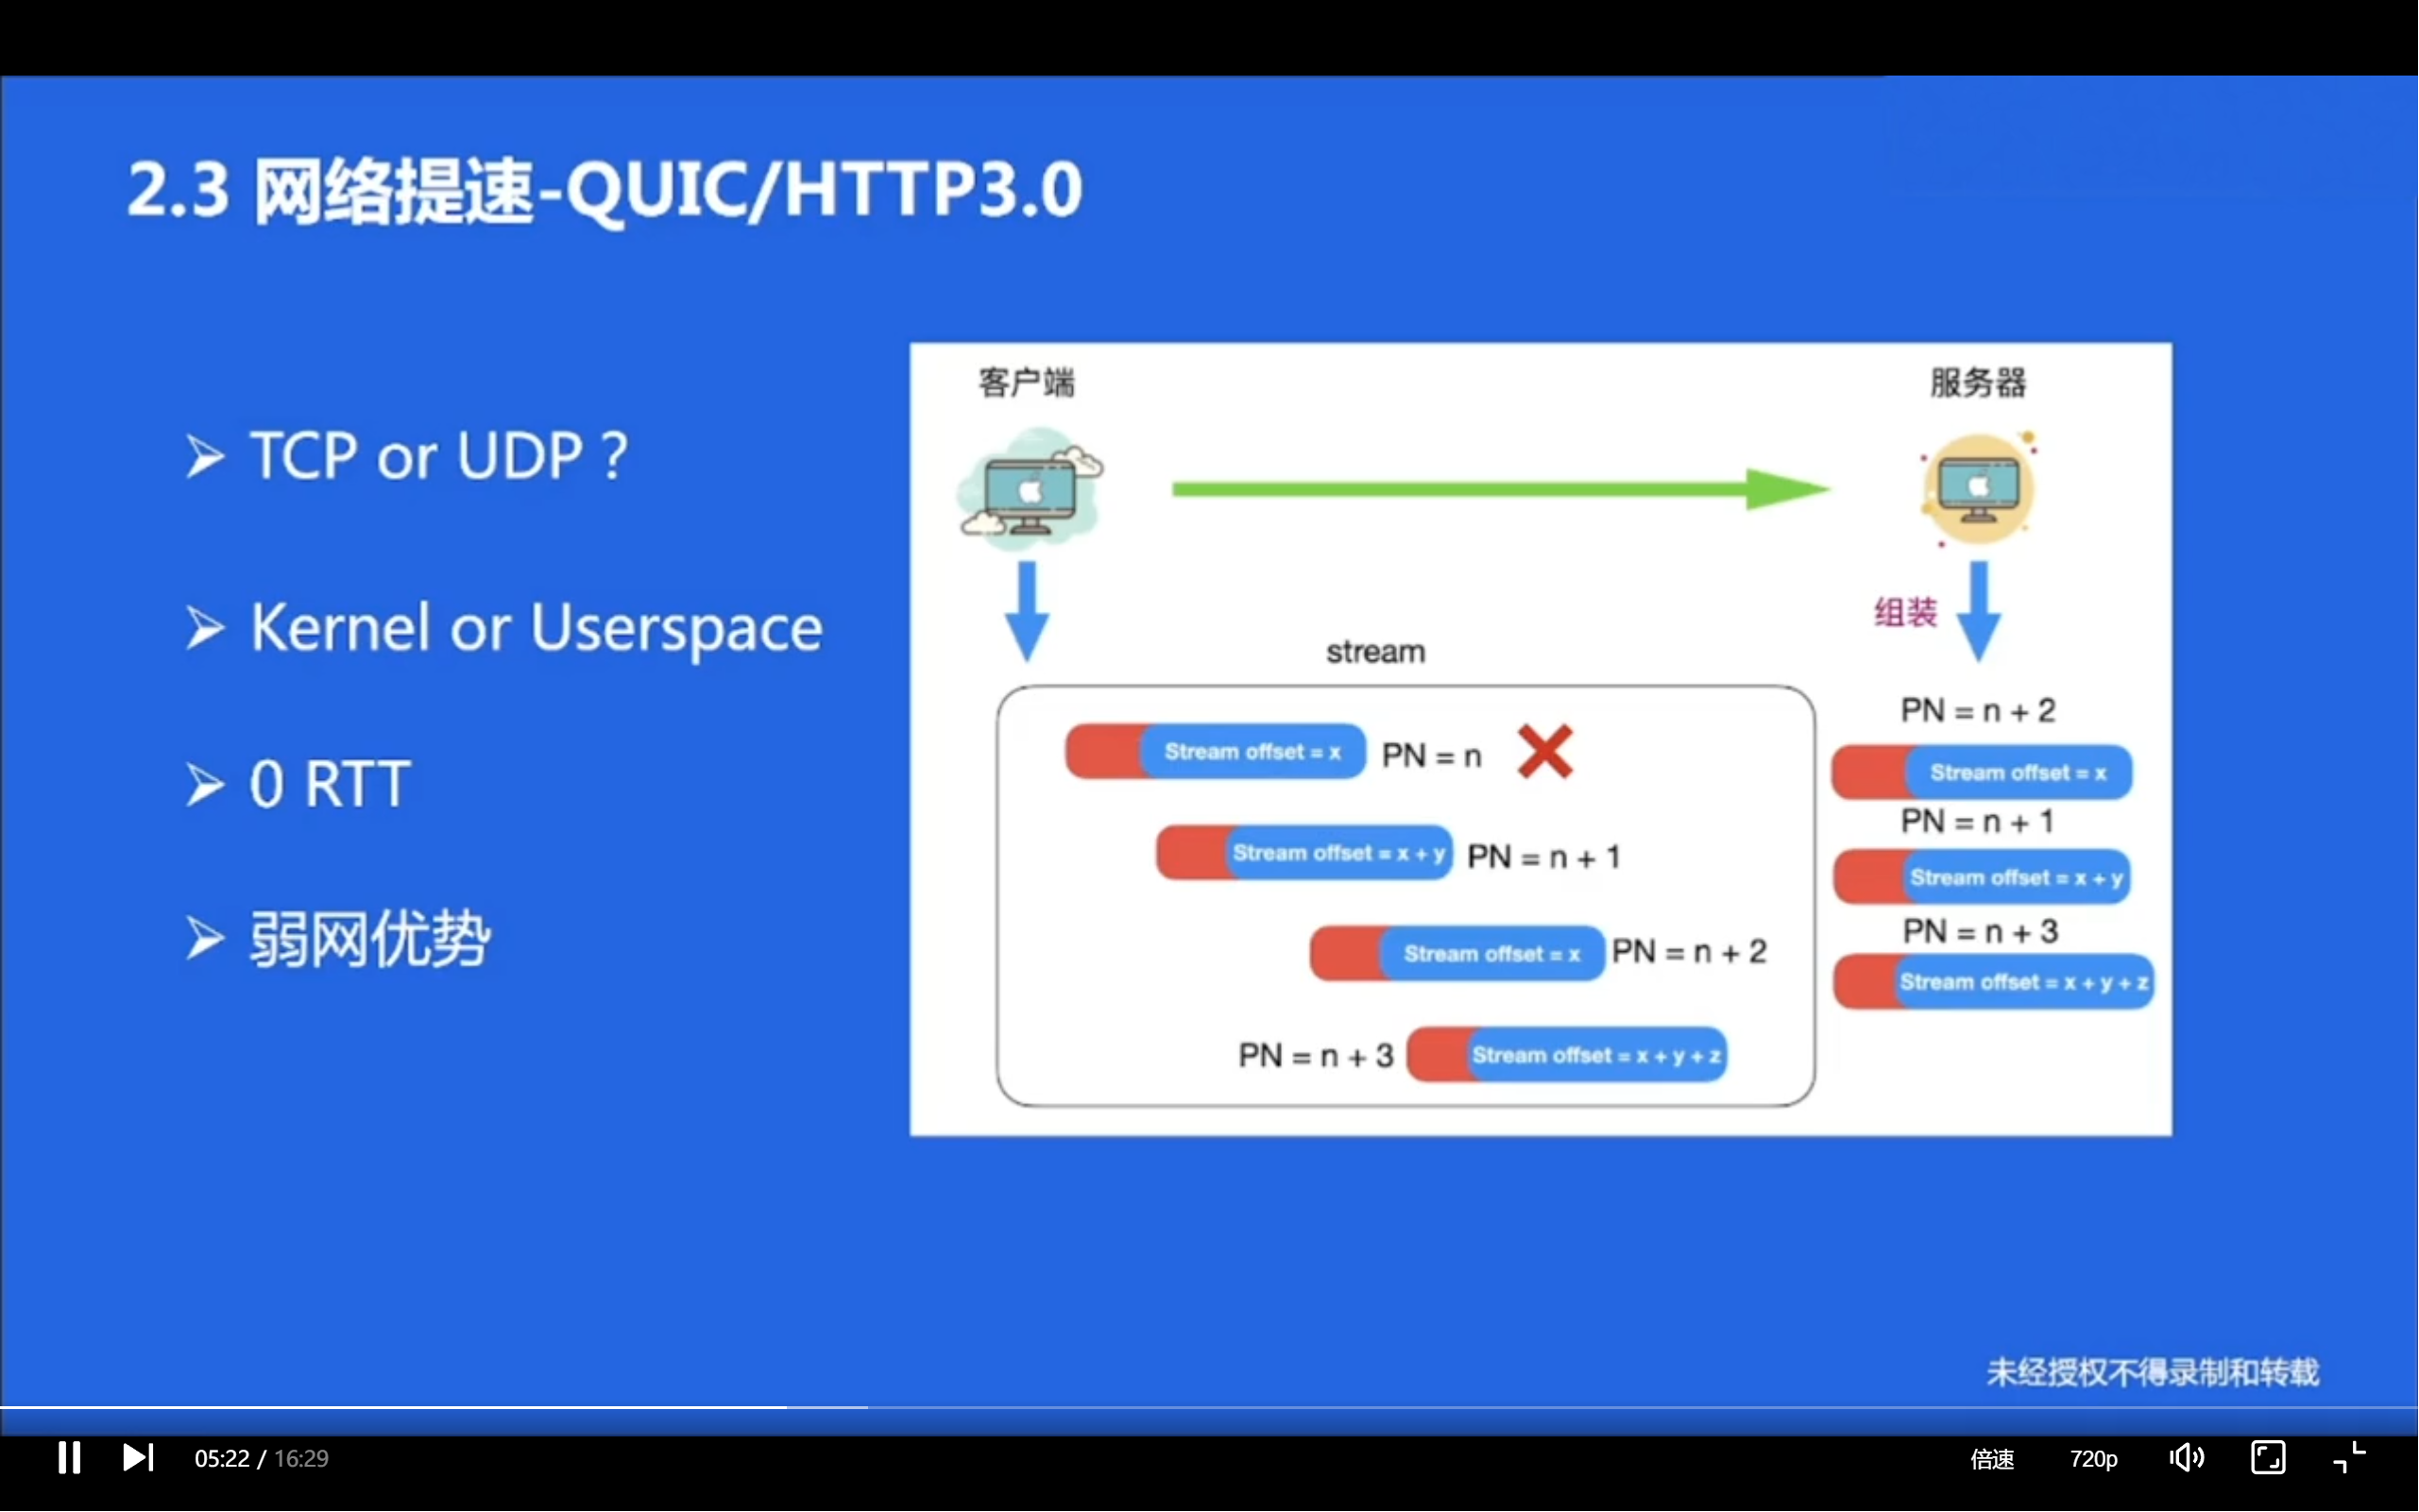 2.3 网络提速-QUIC/HTTP3.0
TCP or UDP？
Kernel or Userspace
0 RTT
弱网优势
客户端
服务器
组装
stream
Stream offset = x PN = n
Stream offset = x + y PN = n + 1
Stream offset = x PN = n + 2
PN = n + 3 Stream offset = x + y + z
PN = n + 2
Stream offset = x
PN = n + 1
Stream offset = x + y
PN = n + 3
Stream offset = x + y + z
未经授权不得录制和转载
05:22 / 16:29
倍速
720p